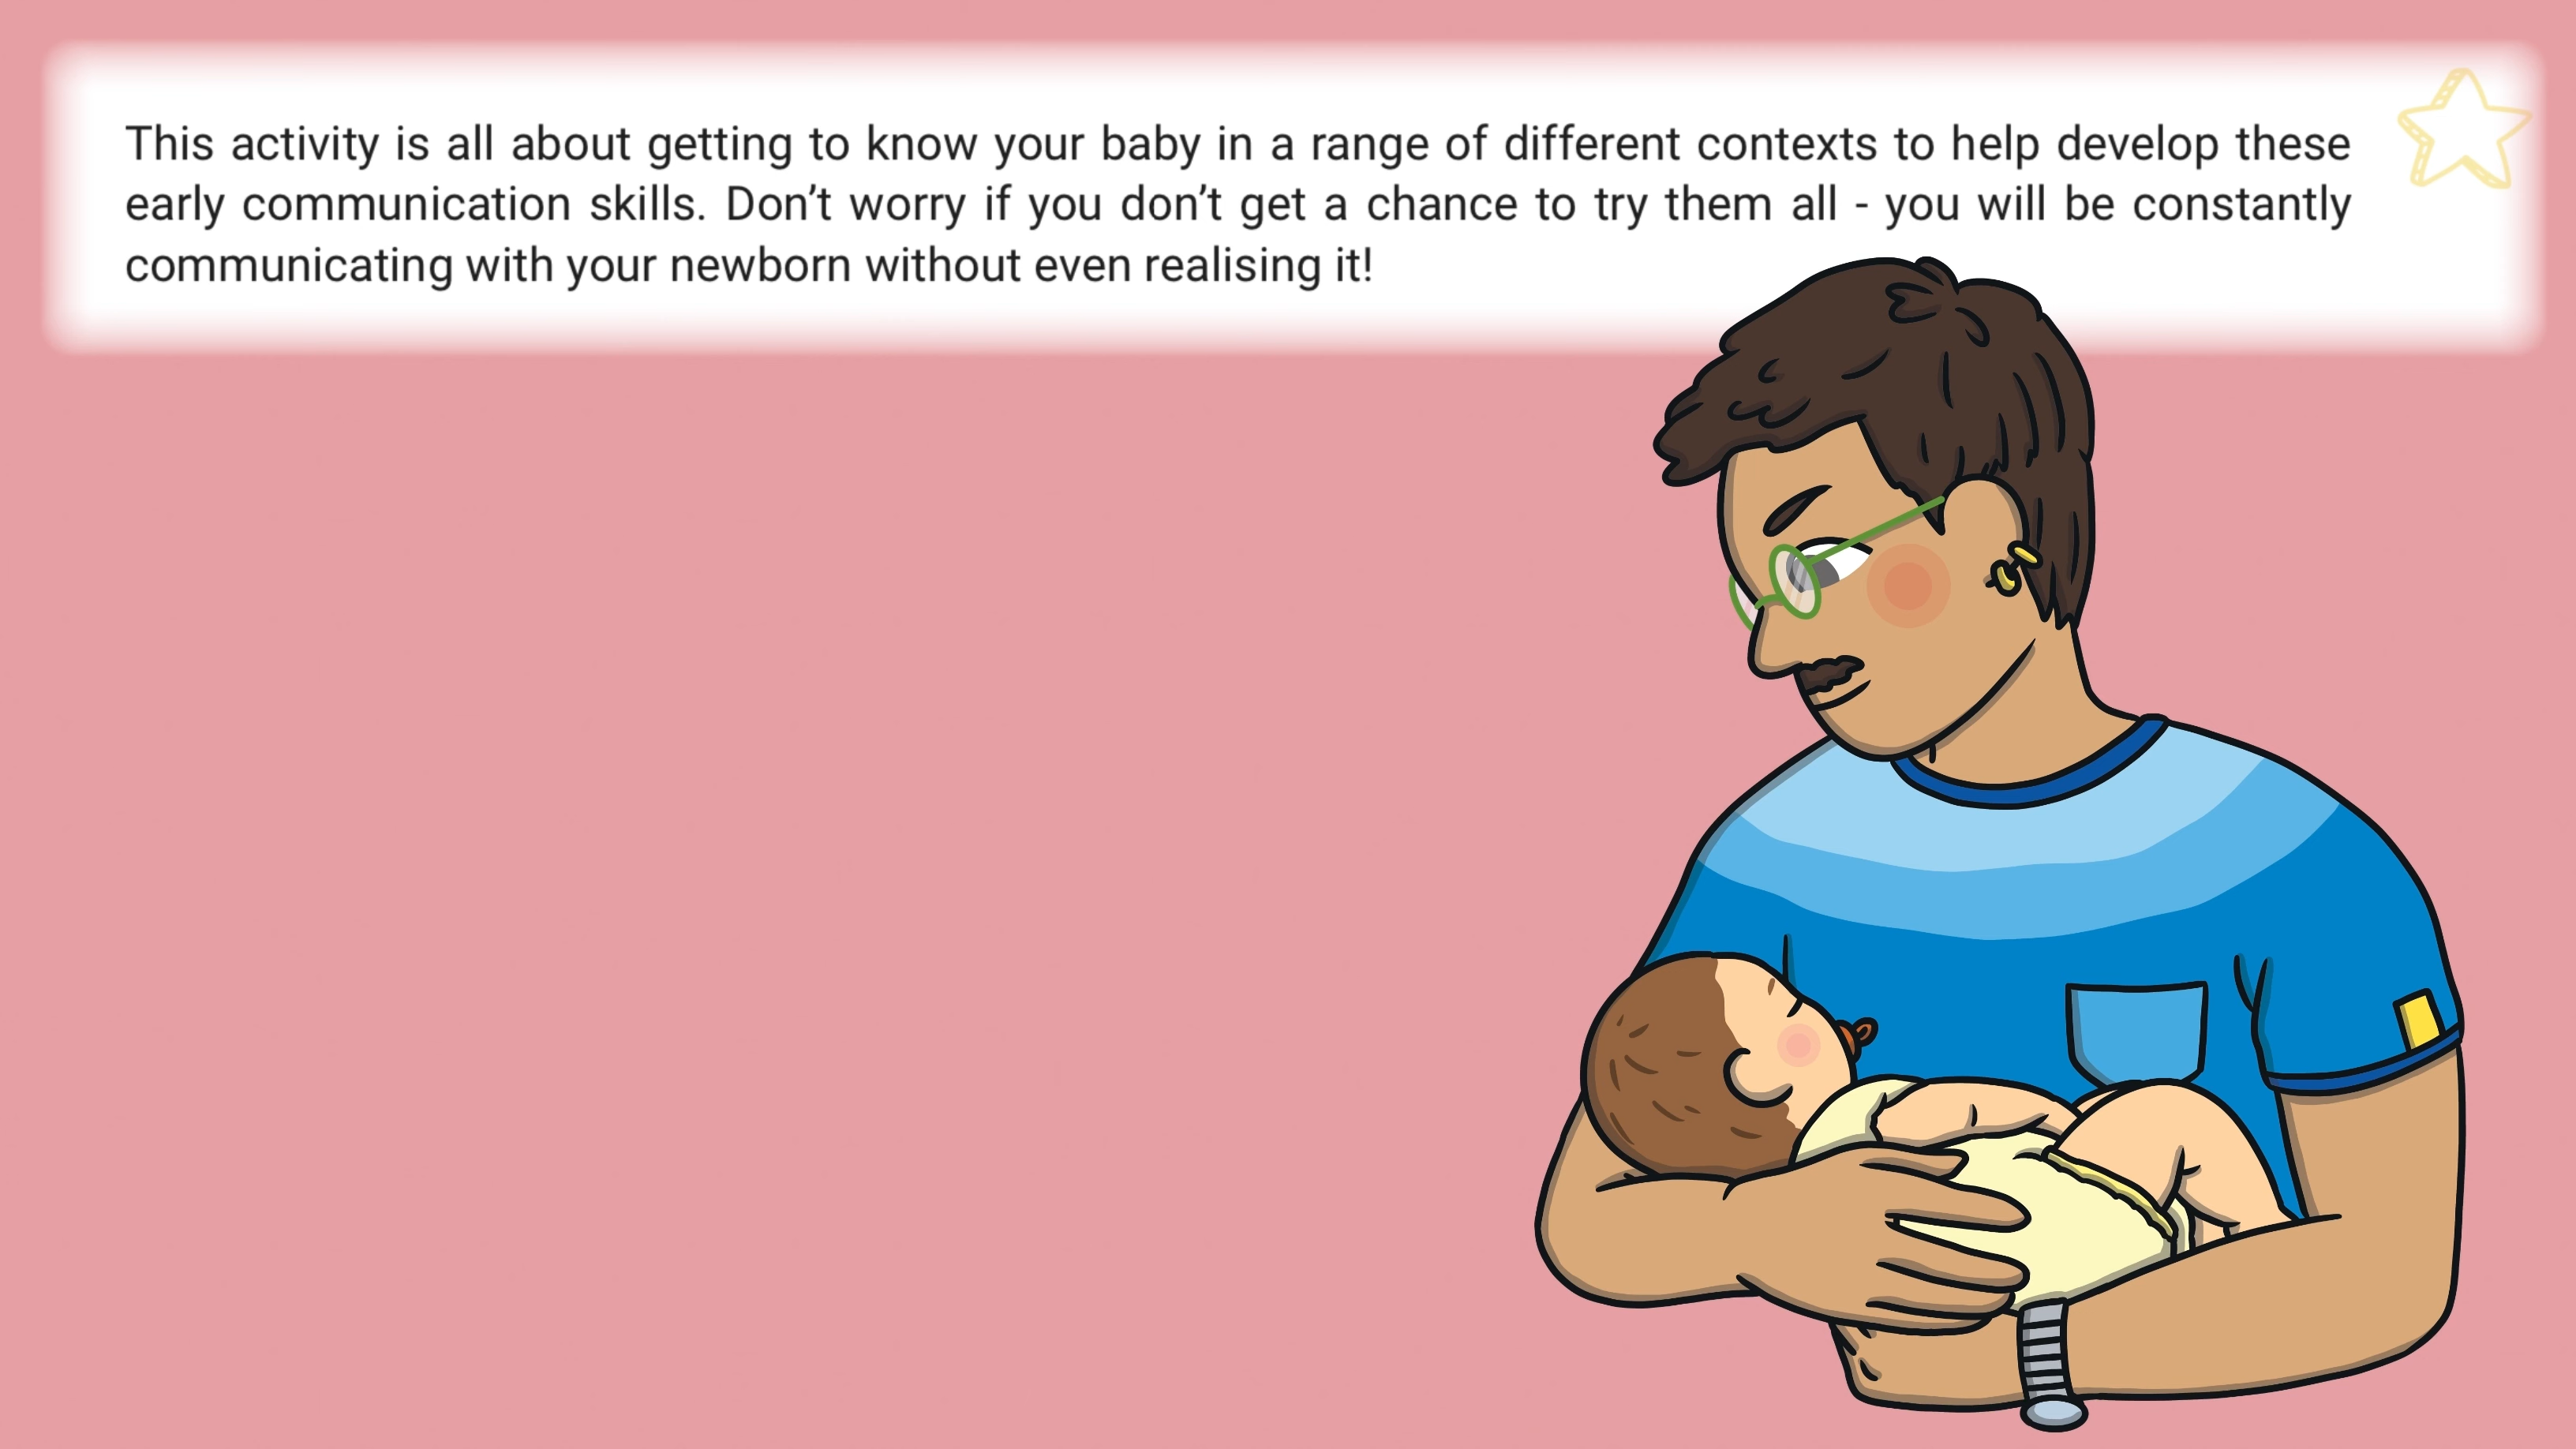 This activity is all about getting to know your baby in a range of different contexts to help develop these
early communication skills. Don’t worry if you don’t get a chance to try them all - you will be constantly
communicating with your newborn without even realising it!